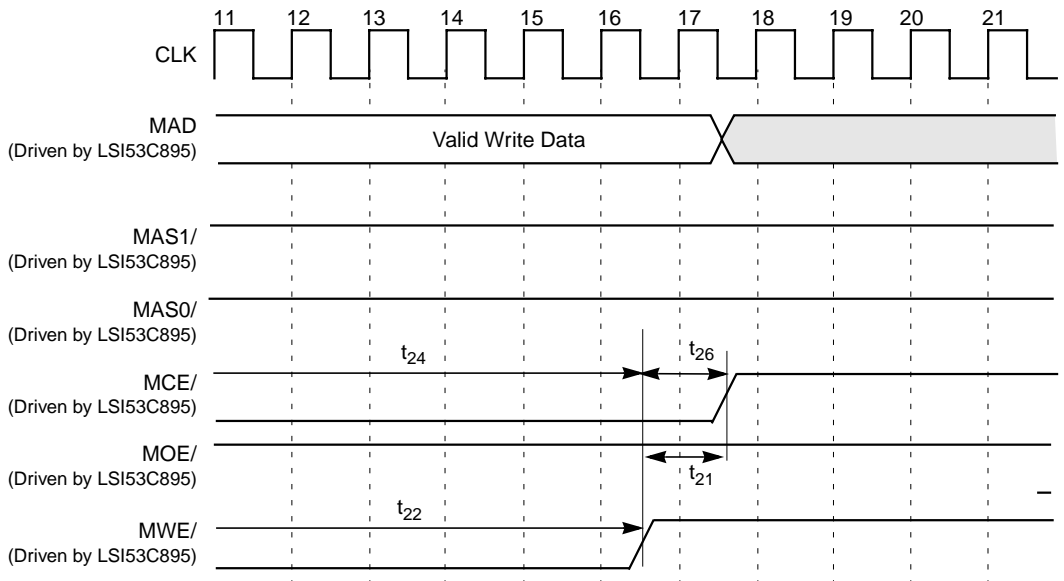 11 12 13 14 15 16 17 18 19 20 21
CLK
MAD
(Driven by LSI53C895)
Valid Write Data
MAS1/
(Driven by LSI53C895)
MAS0/
(Driven by LSI53C895)
t24
t26
MCE/
(Driven by LSI53C895)
MOE/
(Driven by LSI53C895)
t21
t22
MWE/
(Driven by LSI53C895)